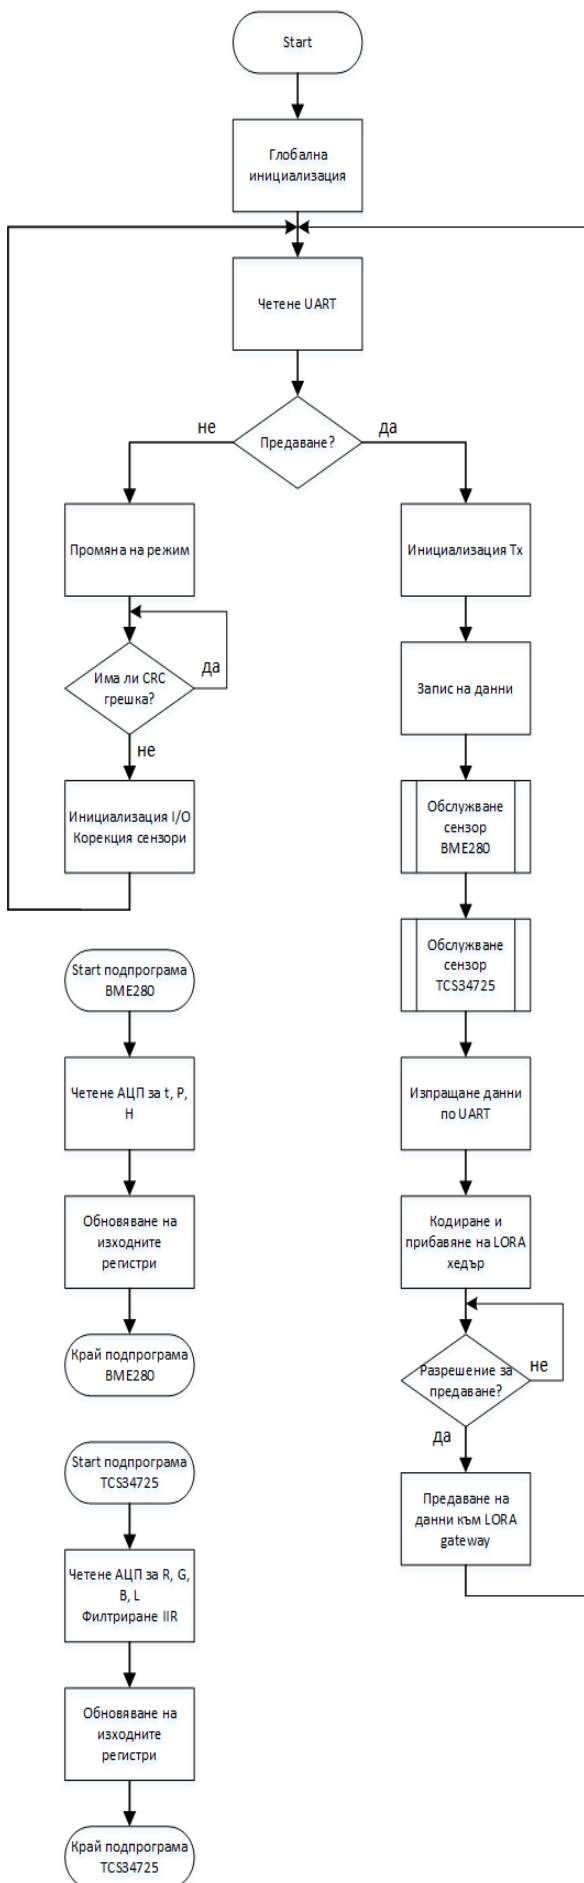 Start
Глобална
инициализация
Четене UART
Предаване?
не
да
Промяна на режим
Има ли CRC
грешка?
да
не
Инициализация I/O
Корекция сензори
Инициализация Tx
Запис на данни
Обслужване
сензор
BME280
Обслужване
сензор
TCS34725
Изпращане данни
по UART
Кодиране и
прибавяне на LORA
хедър
Разрешение за
предаване?
не
да
Предаване на
данни към LORA
gateway
Start подпрограма
BME280
Четене АЦП за t, P,
H
Обновяване на
изходните
регистри
Край подпрограма
BME280
Start подпрограма
TCS34725
Четене АЦП за R, G,
B, L
Филтриране IIR
Обновяване на
изходните
регистри
Край подпрограма
TCS34725